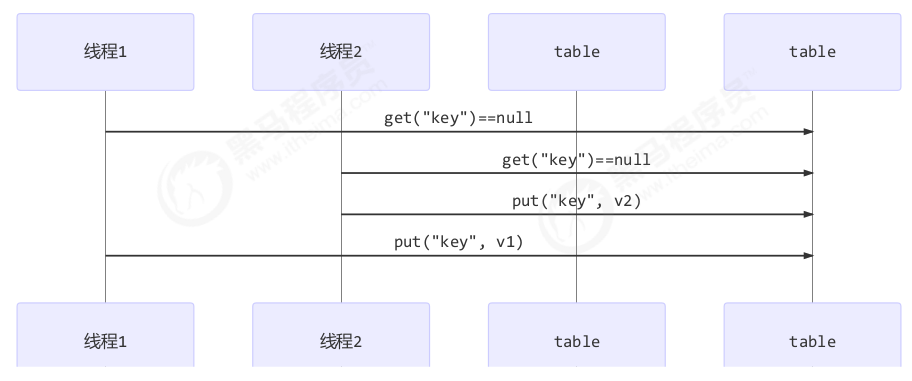 线程1 线程2 table table
get("key")==null
get("key")==null
put("key", v2)
put("key", v1)
线程1 线程2 table table
黑马程序员
www.itheima.com
黑马程序员
www.itheima.com